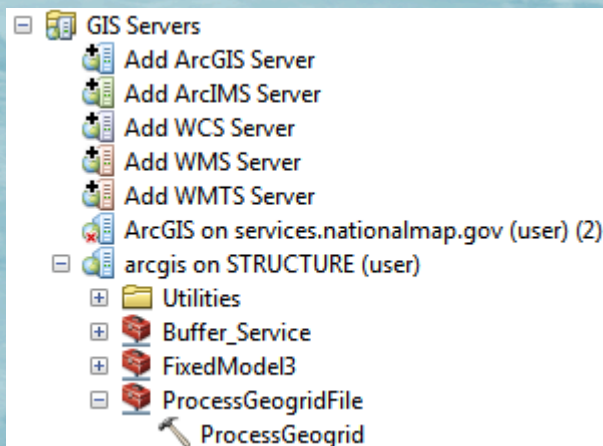 GIS Servers
Add ArcGIS Server
Add ArcIMS Server
Add WCS Server
Add WMS Server
Add WMTS Server
ArcGIS on services.nationalmap.gov (user) (2)
arcgis on STRUCTURE (user)
Utilities
Buffer_Service
FixedModel3
ProcessGeogridFile
ProcessGeogrid